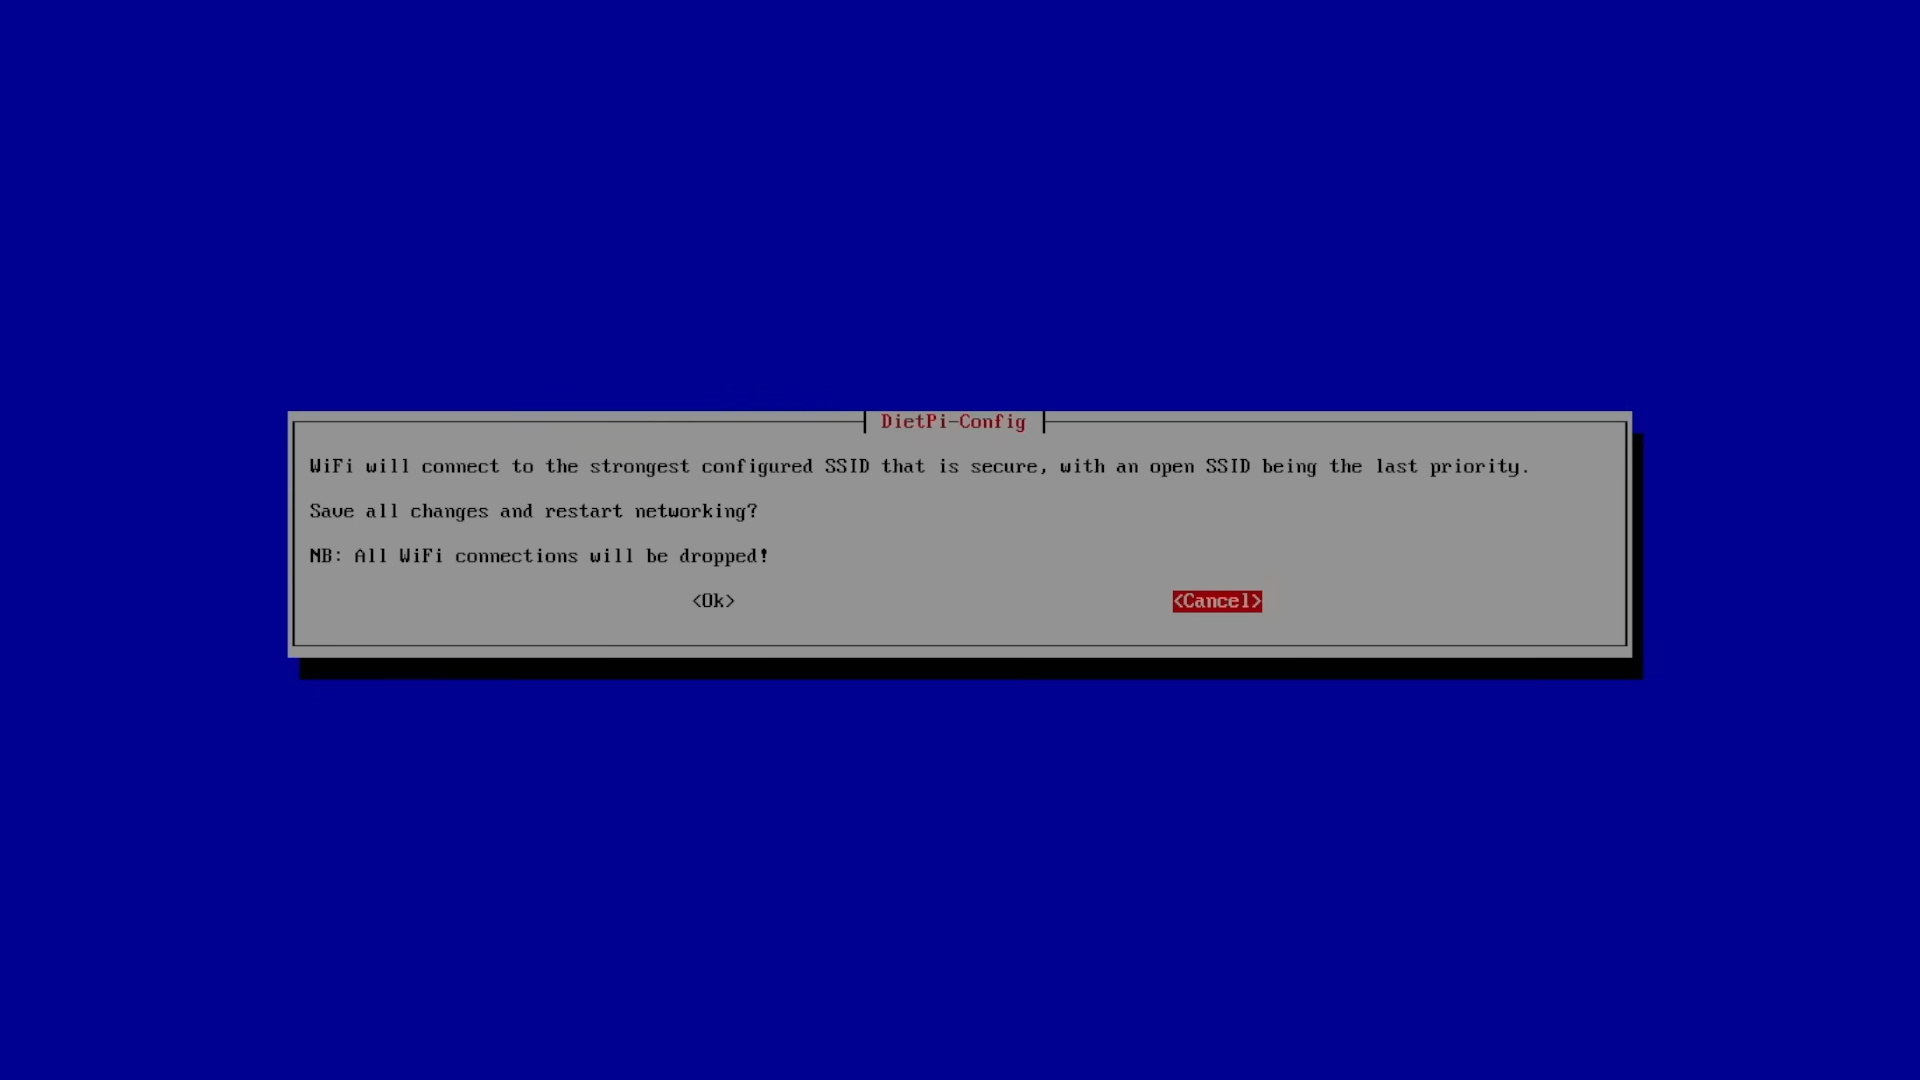 DietPi-Config
WiFi will connect to the strongest configured SSID that is secure, with an open SSID being the last priority.
Save all changes and restart networking?
NB: All WiFi connections will be dropped!
<Ok> <Cancel>